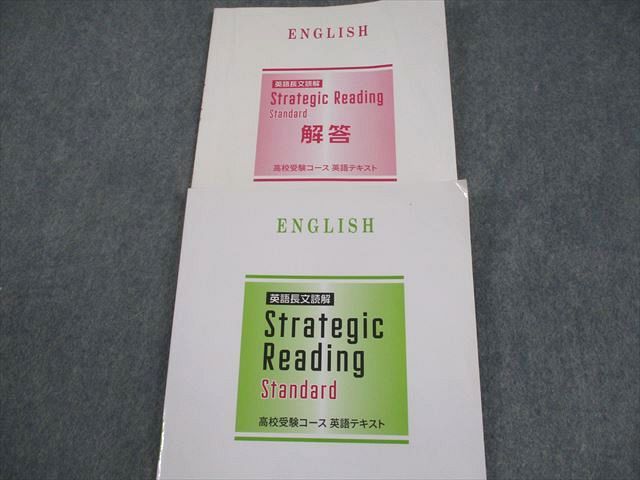 ENGLISH
英語長文読解
Strategic Reading
Standard
解答
高校受験コース 英語テキスト
ENGLISH
英語長文読解
Strategic
Reading
Standard
高校受験コース 英語テキスト